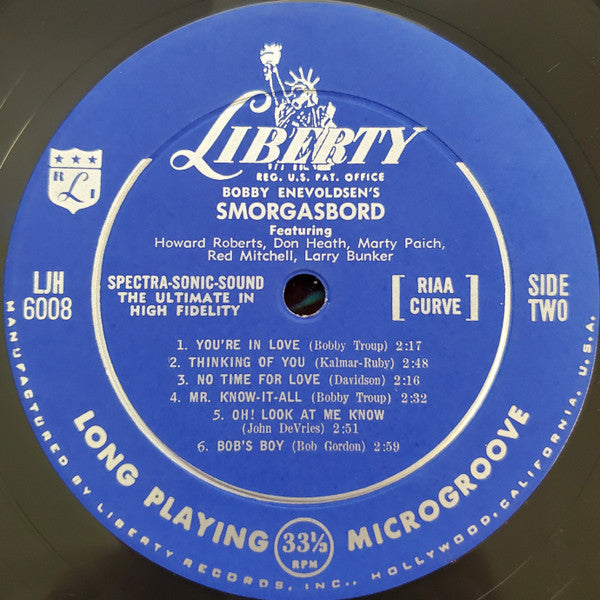 LIBERTY
REG. U.S. PAT. OFFICE
BOBBY ENEVOLDSEN'S
SMORGASBORD
Featuring
Howard Roberts, Don Heath, Marty Paich,
Red Mitchell, Larry Bunker
R L I
LJH
6008
SPECTRA-SONIC-SOUND
THE ULTIMATE IN
HIGH FIDELITY
[ RIAA
CURVE ]
SIDE
TWO
1. YOU'RE IN LOVE (Bobby Troup) 2:17
2. THINKING OF YOU (Kalmar-Ruby) 2:48
3. NO TIME FOR LOVE (Davidson) 2:16
4. MR. KNOW-IT-ALL (Bobby Troup) 2:32
5. OH! LOOK AT ME KNOW
(John DeVries) 2:51
6. BOB'S BOY (Bob Gordon) 2:59
LONG PLAYING 33⅓ RPM MICROGROOVE
MANUFACTURED BY LIBERTY RECORDS, INC., HOLLYWOOD, CALIFORNIA, U.S.A.